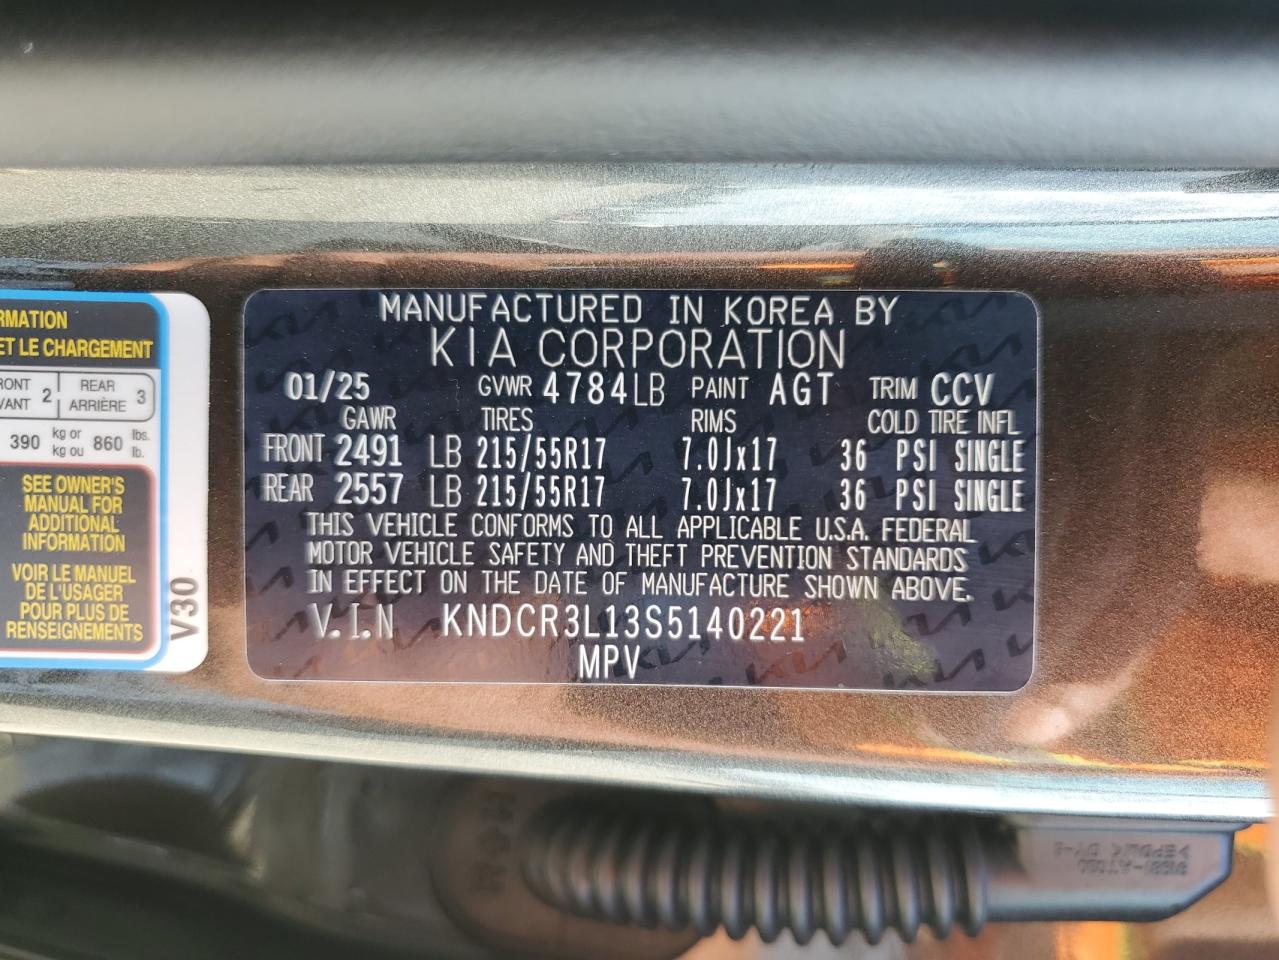 RMATION
ET LE CHARGEMENT
RONT 2 REAR 3
VANT ARRIÈRE
390 kg or 860 lbs.
kg ou lb.
SEE OWNER'S
MANUAL FOR
ADDITIONAL
INFORMATION
VOIR LE MANUEL
DE L'USAGER
POUR PLUS DE
RENSEIGNEMENTS
V30
MANUFACTURED IN KOREA BY
KIA CORPORATION
01/25 GVWR 4784LB PAINT AGT TRIM CCV
GAWR TIRES RIMS COLD TIRE INFL
FRONT 2491 LB 215/55R17 7.0Jx17 36 PSI SINGLE
REAR 2557 LB 215/55R17 7.0Jx17 36 PSI SINGLE
THIS VEHICLE CONFORMS TO ALL APPLICABLE U.S.A. FEDERAL
MOTOR VEHICLE SAFETY AND THEFT PREVENTION STANDARDS
IN EFFECT ON THE DATE OF MANUFACTURE SHOWN ABOVE.
V.I.N KNDCR3L13S5140221
MPV